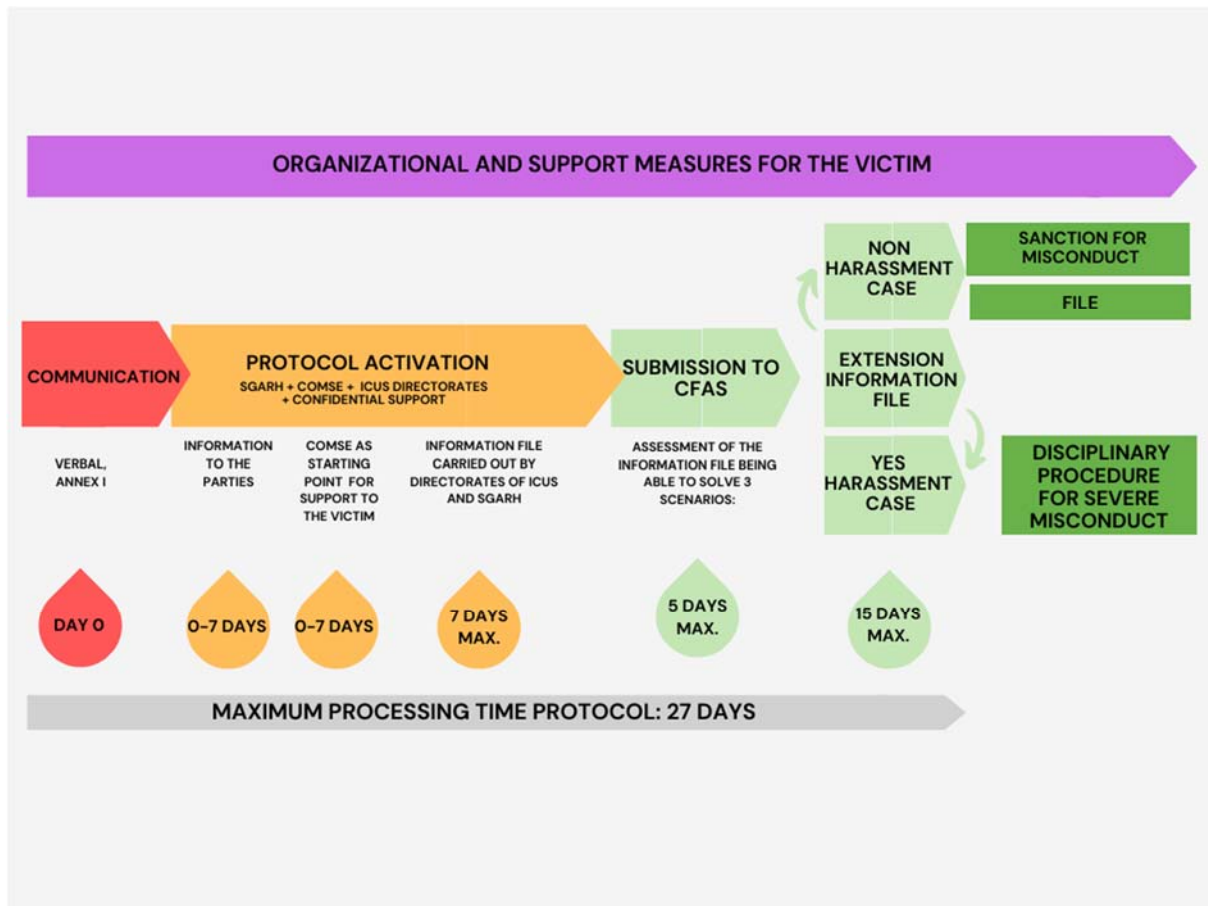 ORGANIZATIONAL AND SUPPORT MEASURES FOR THE VICTIM
COMMUNICATION
VERBAL,
ANNEX I
PROTOCOL ACTIVATION
SGARH + COMSE + ICUS DIRECTORATES
+ CONFIDENTIAL SUPPORT
INFORMATION
TO THE
PARTIES
COMSE AS
STARTING
POINT FOR
SUPPORT TO
THE VICTIM
INFORMATION FILE
CARRIED OUT BY
DIRECTORATES OF ICUS
AND SGARH
SUBMISSION TO
CFAS
ASSESSMENT OF THE
INFORMATION FILE BEING
ABLE TO SOLVE 3
SCENARIOS:
NON
HARASSMENT
CASE
SANCTION FOR
MISCONDUCT
FILE
EXTENSION
INFORMATION
FILE
YES
HARASSMENT
CASE
DISCIPLINARY
PROCEDURE
FOR SEVERE
MISCONDUCT
DAY 0
0-7 DAYS
0-7 DAYS
7 DAYS
MAX.
5 DAYS
MAX.
15 DAYS
MAX.
MAXIMUM PROCESSING TIME PROTOCOL: 27 DAYS